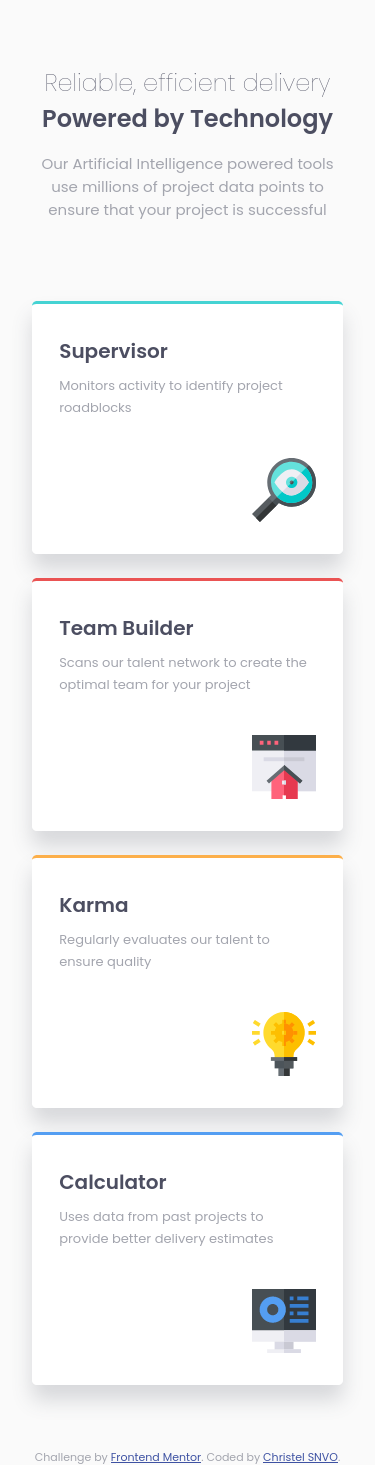 Reliable, efficient delivery
Powered by Technology
Our Artificial Intelligence powered tools
use millions of project data points to
ensure that your project is successful
Supervisor
Monitors activity to identify project
roadblocks
Team Builder
Scans our talent network to create the
optimal team for your project
Karma
Regularly evaluates our talent to
ensure quality
Calculator
Uses data from past projects to
provide better delivery estimates
Challenge by Frontend Mentor. Coded by Christel SNVO.